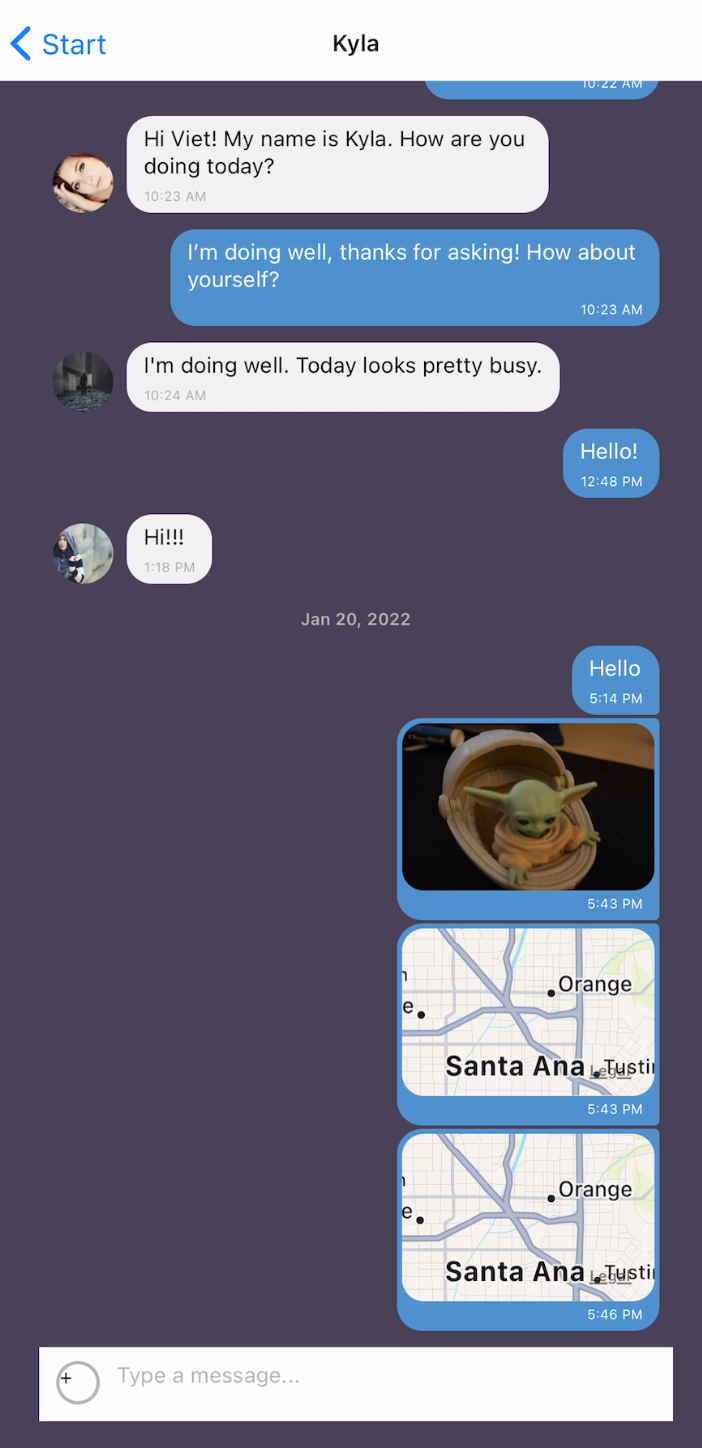 Start
Kyla
10:22 AM
Hi Viet! My name is Kyla. How are you
doing today?
10:23 AM
I’m doing well, thanks for asking! How about
yourself?
10:23 AM
I'm doing well. Today looks pretty busy.
10:24 AM
Hello!
12:48 PM
Hi!!!
1:18 PM
Jan 20, 2022
Hello
5:14 PM
5:43 PM
Orange
e
Santa Ana
Legal
Tustin
5:43 PM
Orange
e
Santa Ana
Legal
Tustin
5:46 PM
+
Type a message...